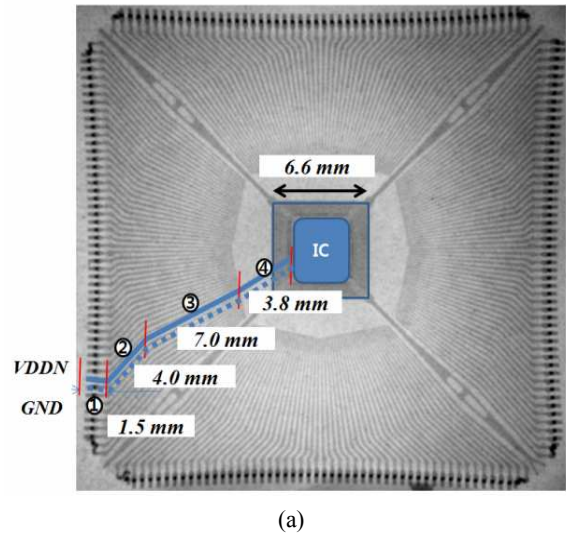 6.6 mm
IC
④
③
3.8 mm
②
7.0 mm
VDDN
4.0 mm
GND
①
1.5 mm
(a)